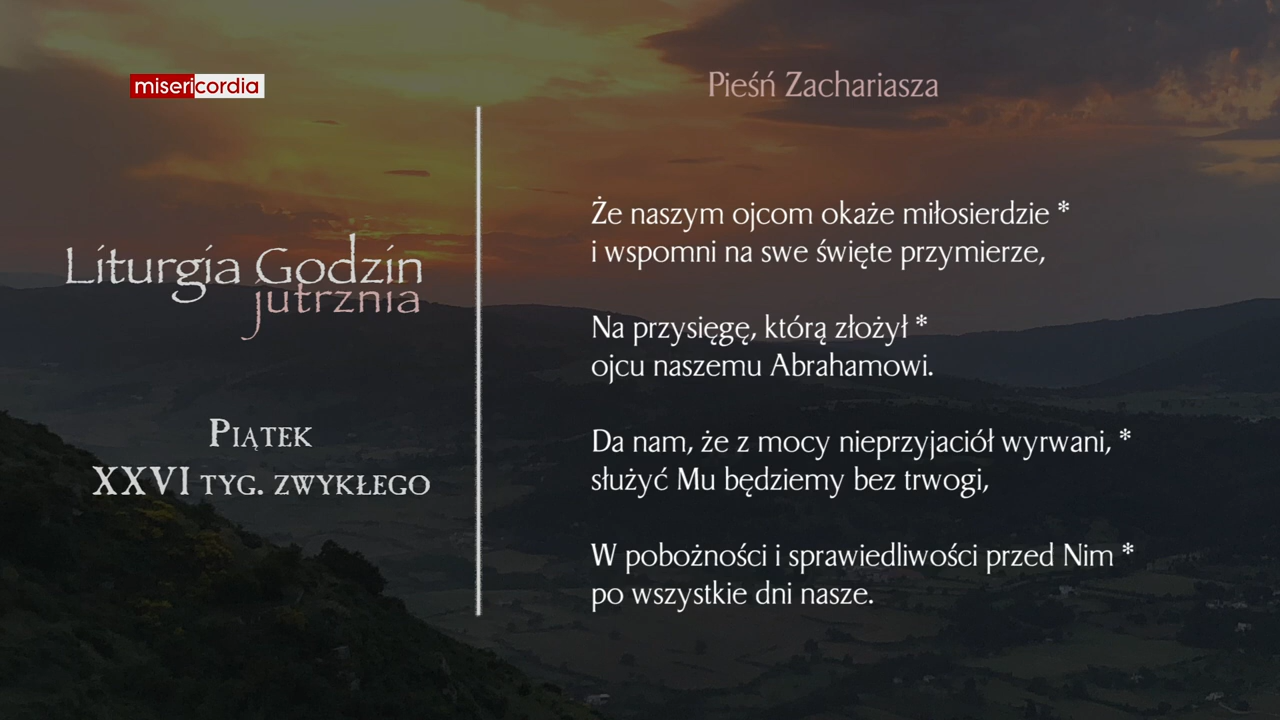 misericordia
Liturgia Godzin
jutrznia
Piątek
XXVI tyg. zwykłego
Pieśń Zachariasza
Że naszym ojcom okaże miłosierdzie *
i wspomni na swe święte przymierze,
Na przysięgę, którą złożył *
ojcu naszemu Abrahamowi.
Da nam, że z mocy nieprzyjaciół wyrwani, *
służyć Mu będziemy bez trwogi,
W pobożności i sprawiedliwości przed Nim *
po wszystkie dni nasze.